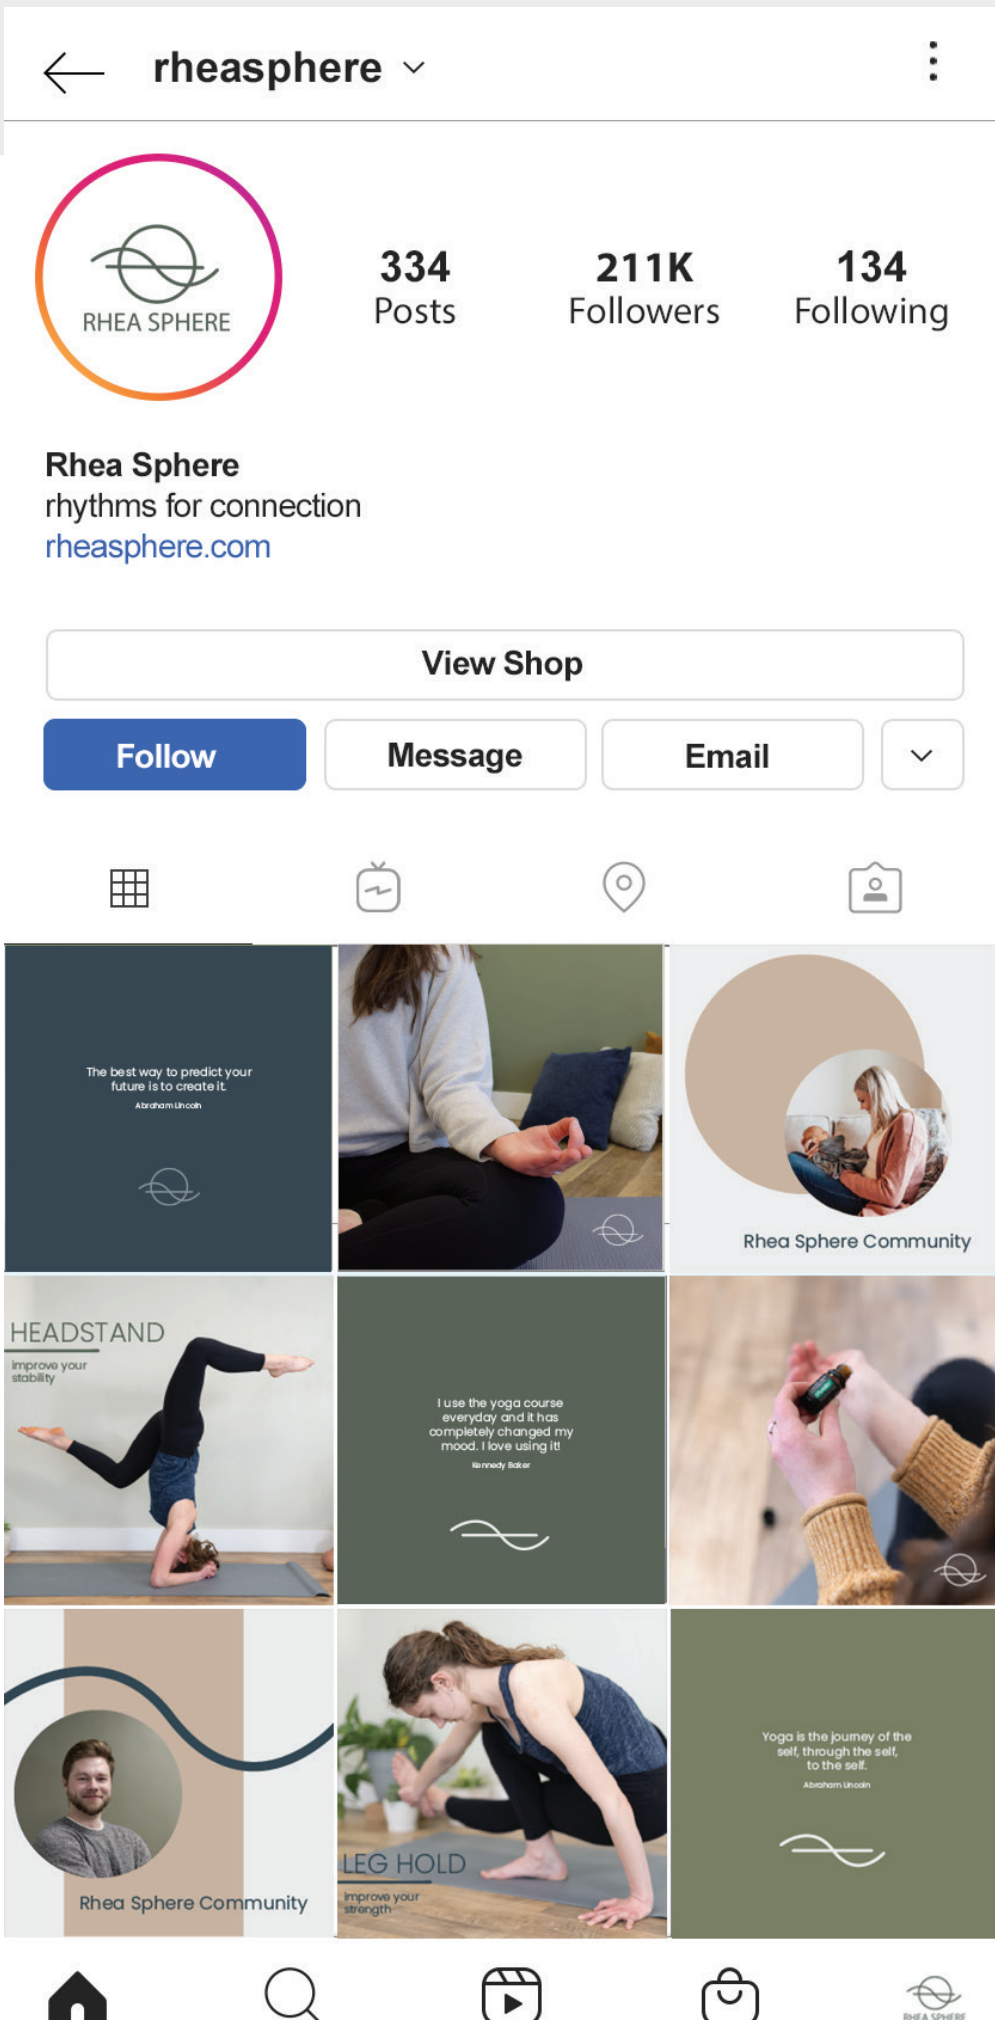 rheasphere
RHEA SPHERE
334
Posts
211K
Followers
134
Following
Rhea Sphere
rhythms for connection
rheasphere.com
View Shop
Follow
Message
Email
The best way to predict your
future is to create it.
Abraham Lincoln
Rhea Sphere Community
HEADSTAND
improve your
stability
I use the yoga course
everyday and it has
completely changed my
mood. I love using it!
Kennedy Baker
Rhea Sphere Community
LEG HOLD
improve your
strength
Yoga is the journey of the
self, through the self,
to the self.
Abraham Lincoln
RHEA SPHERE